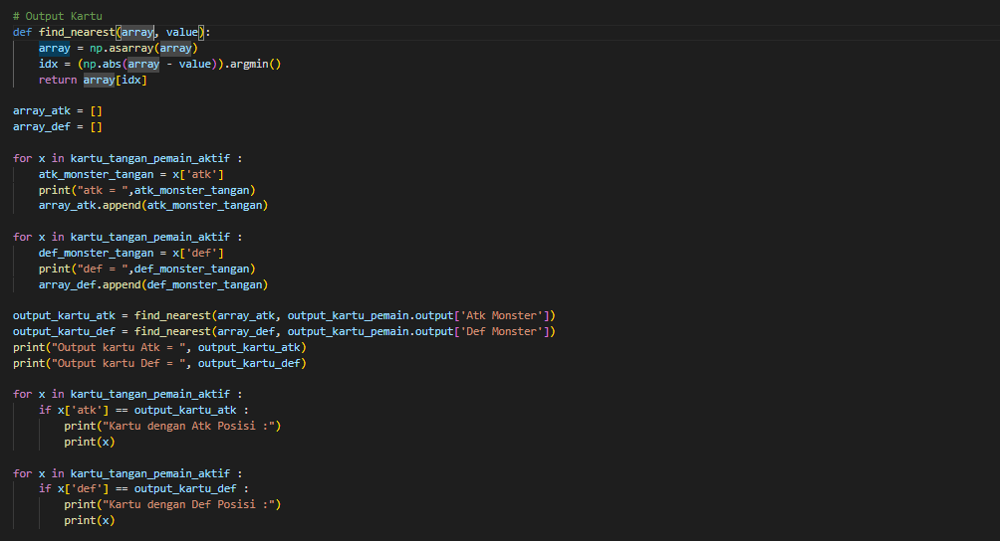 # Output Kartu
def find_nearest(array, value):
    array = np.asarray(array)
    idx = (np.abs(array - value)).argmin()
    return array[idx]

array_atk = []
array_def = []

for x in kartu_tangan_pemain_aktif :
    atk_monster_tangan = x['atk']
    print("atk = ",atk_monster_tangan)
    array_atk.append(atk_monster_tangan)

for x in kartu_tangan_pemain_aktif :
    def_monster_tangan = x['def']
    print("def = ",def_monster_tangan)
    array_def.append(def_monster_tangan)

output_kartu_atk = find_nearest(array_atk, output_kartu_pemain.output['Atk Monster'])
output_kartu_def = find_nearest(array_def, output_kartu_pemain.output['Def Monster'])
print("Output kartu Atk = ", output_kartu_atk)
print("Output kartu Def = ", output_kartu_def)

for x in kartu_tangan_pemain_aktif :
    if x['atk'] == output_kartu_atk :
        print("Kartu dengan Atk Posisi :")
        print(x)

for x in kartu_tangan_pemain_aktif :
    if x['def'] == output_kartu_def :
        print("Kartu dengan Def Posisi :")
        print(x)